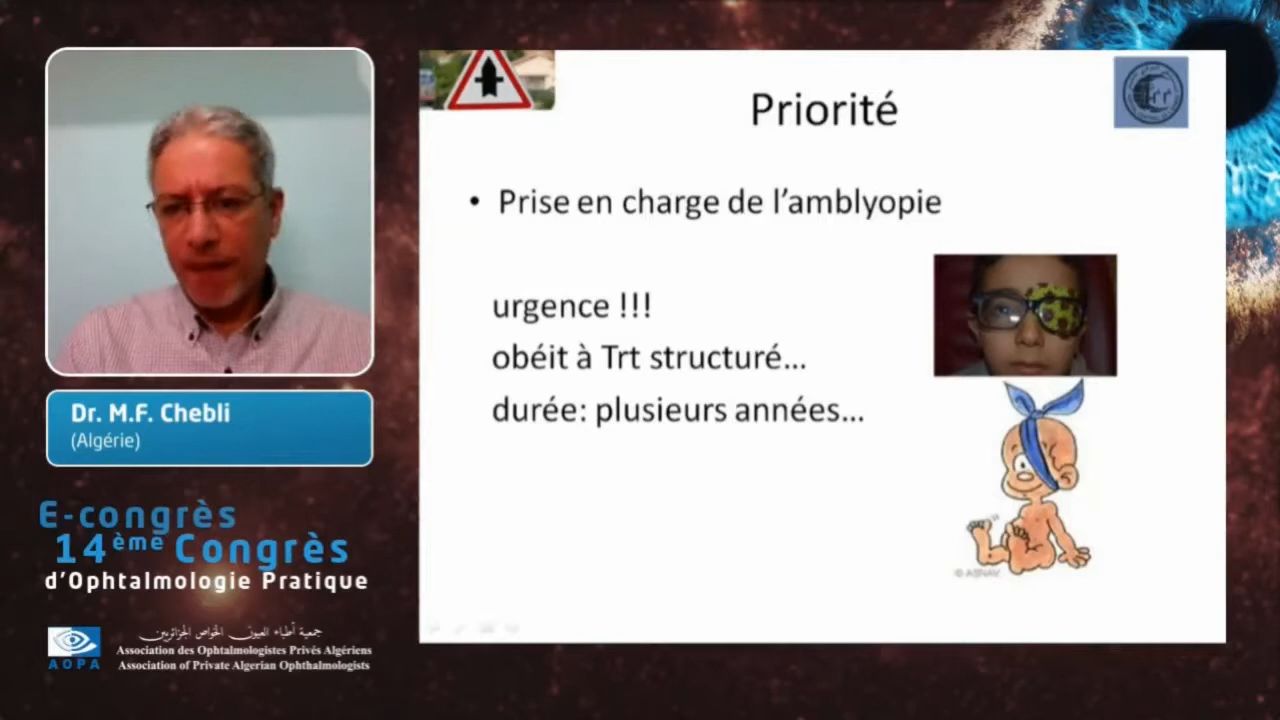 Priorité
• Prise en charge de l’amblyopie
urgence !!!
obéit à Trt structuré...
durée: plusieurs années...
© ASNAV
Dr. M.F. Chebli
(Algérie)
E-congrès
14ème Congrès
d’Ophtalmologie Pratique
جمعية أطباء العيون الخواص الجزائريين
AOPA
Association des Ophtalmologistes Privés Algériens
Association of Private Algerian Ophthalmologists